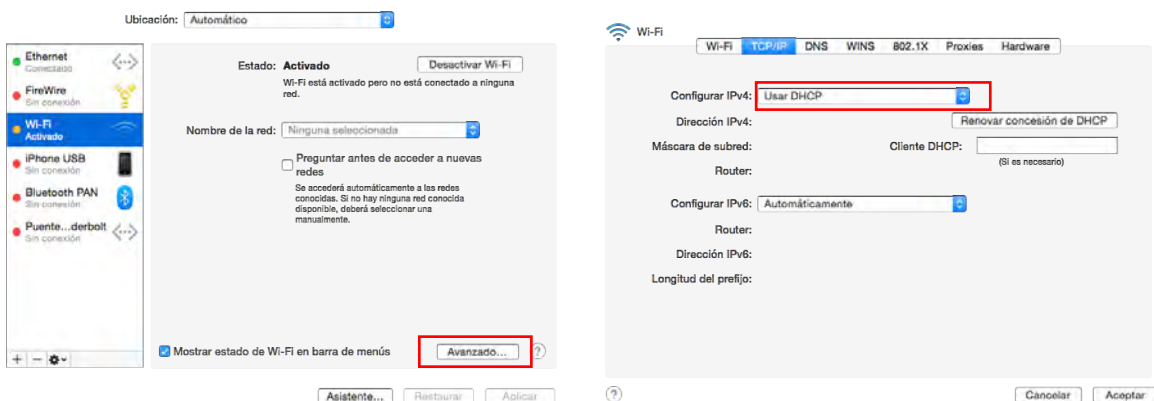 Ubicación: Automático
Ethernet
Conectado
FireWire
Sin conexión
Wi-Fi
Activado
iPhone USB
Sin conexión
Bluetooth PAN
Sin conexión
Puente...derbolt
Sin conexión
+ −
Estado: Activado
Desactivar Wi-Fi
Wi-Fi está activado pero no está conectado a ninguna
red.
Nombre de la red: Ninguna seleccionada
Preguntar antes de acceder a nuevas
redes
Se accederá automáticamente a las redes
conocidas. Si no hay ninguna red conocida
disponible, deberá seleccionar una
manualmente.
Mostrar estado de Wi-Fi en barra de menús
Avanzado... ?
Asistente... Restaurar Aplicar
Wi-Fi
Wi-Fi TCP/IP DNS WINS 802.1X Proxies Hardware
Configurar IPv4: Usar DHCP
Dirección IPv4: Renovar concesión de DHCP
Máscara de subred: Cliente DHCP:
(Si es necesario)
Router:
Configurar IPv6: Automáticamente
Router:
Dirección IPv6:
Longitud del prefijo:
? Cancelar Aceptar